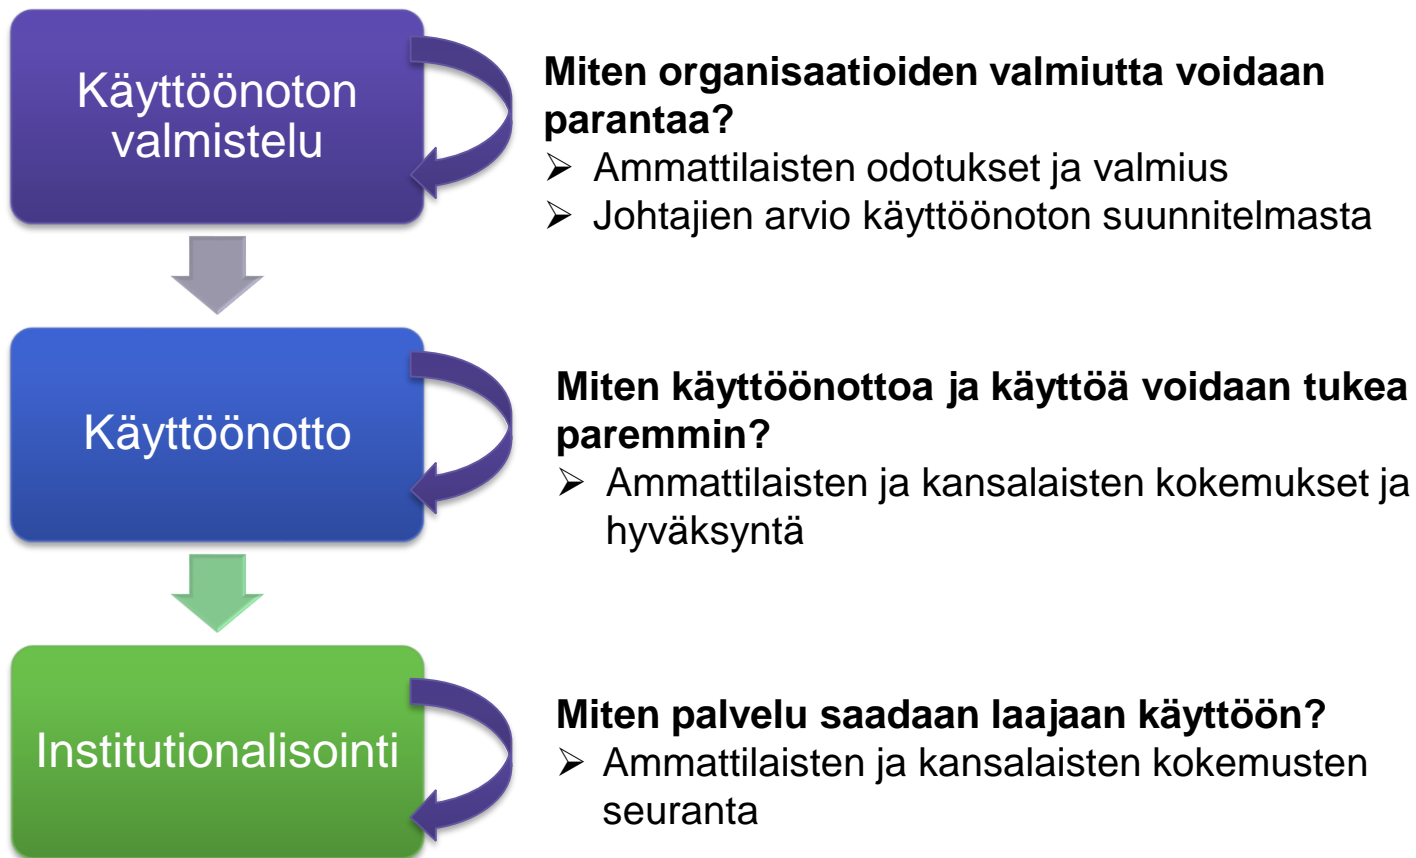 Käyttöönoton
valmistelu
Miten organisaatioiden valmiutta voidaan
parantaa?
➢ Ammattilaisten odotukset ja valmius
➢ Johtajien arvio käyttöönoton suunnitelmasta
Käyttöönotto
Miten käyttöönottoa ja käyttöä voidaan tukea
paremmin?
➢ Ammattilaisten ja kansalaisten kokemukset ja
hyväksyntä
Institutionalisointi
Miten palvelu saadaan laajaan käyttöön?
➢ Ammattilaisten ja kansalaisten kokemusten
seuranta